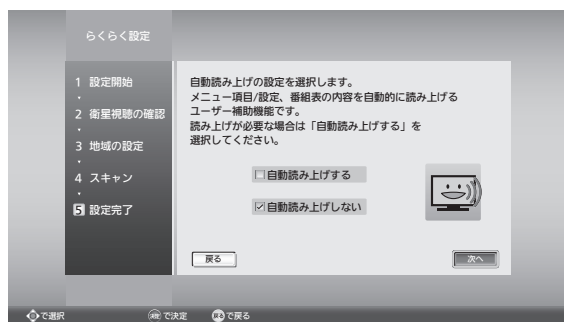 らくらく設定
1 設定開始
2 衛星視聴の確認
3 地域の設定
4 スキャン
5 設定完了
自動読み上げの設定を選択します。
メニュー項目/設定、番組表の内容を自動的に読み上げる
ユーザー補助機能です。
読み上げが必要な場合は「自動読み上げする」を
選択してください。
自動読み上げする
自動読み上げしない
戻る
次へ
で選択
決定 で決定
戻る で戻る